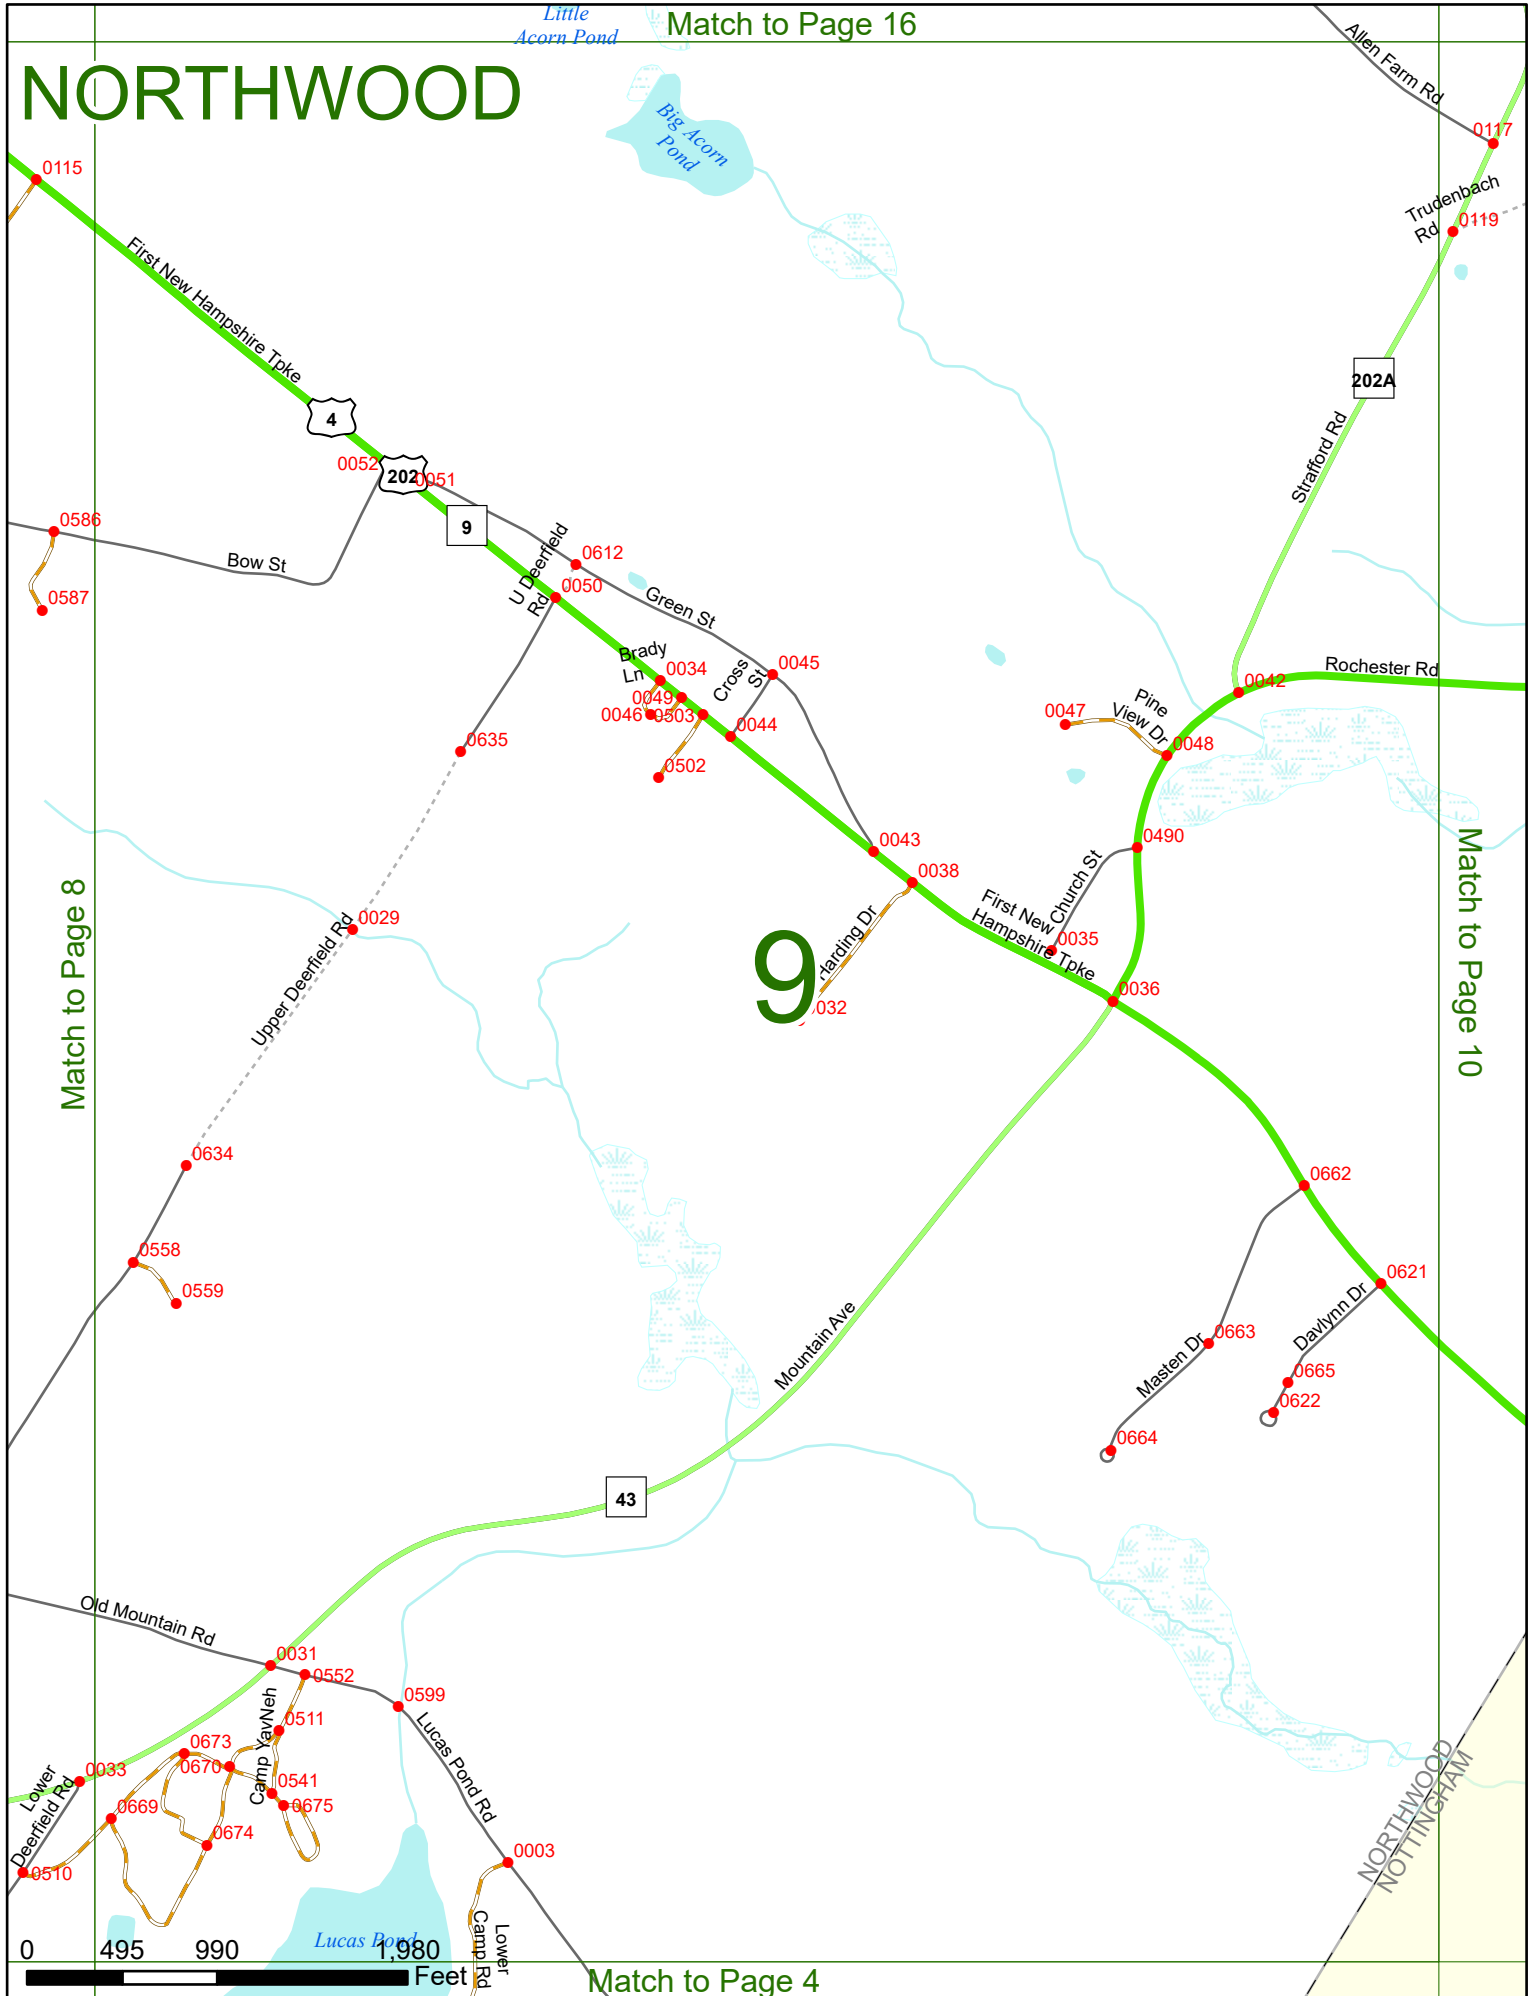 Little
Acorn Pond
Match to Page 16
NORTHWOOD
Allen Farm Rd
Big Acorn
Pond
0117
0115
Trudenbach
Rd
0119
First New Hampshire Tpke
202A
4
Strafford Rd
0052
202
0051
9
0586
0612
U Deerfield
Rd
Bow St
0050
0587
Green St
Brady
Ln
0034
Cross
St
0045
Rochester Rd
0042
0049
0046
0503
Pine
View Dr
0047
0044
0048
0635
0502
0043
0490
0038
Church St
Match to Page 8
Match to Page 10
0029
First New
Hampshire Tpke
0035
Harding Dr
9
Upper Deerfield Rd
0036
032
0634
0662
0558
0559
0621
Mountain Ave
Davlynn Dr
0663
Masten Dr
0665
0622
0664
43
Old Mountain Rd
0031
0552
0599
Camp YavNeh
0511
Lucas Pond Rd
0673
0670
0033
Lower
Deerfield Rd
0541
0675
0669
0674
0003
0510
NORTHWOOD
NOTTINGHAM
Lucas Pond
Lower
Camp Rd
0 495 990 1,980
Feet
Match to Page 4